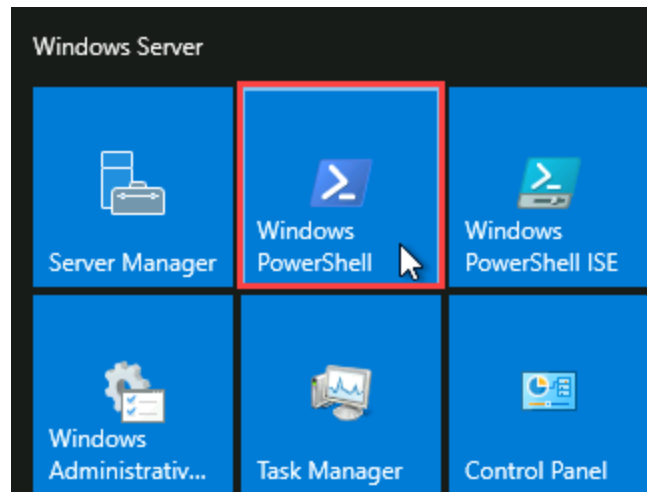 Windows Server
Server Manager
Windows
PowerShell
Windows
PowerShell ISE
Windows
Administrativ...
Task Manager
Control Panel